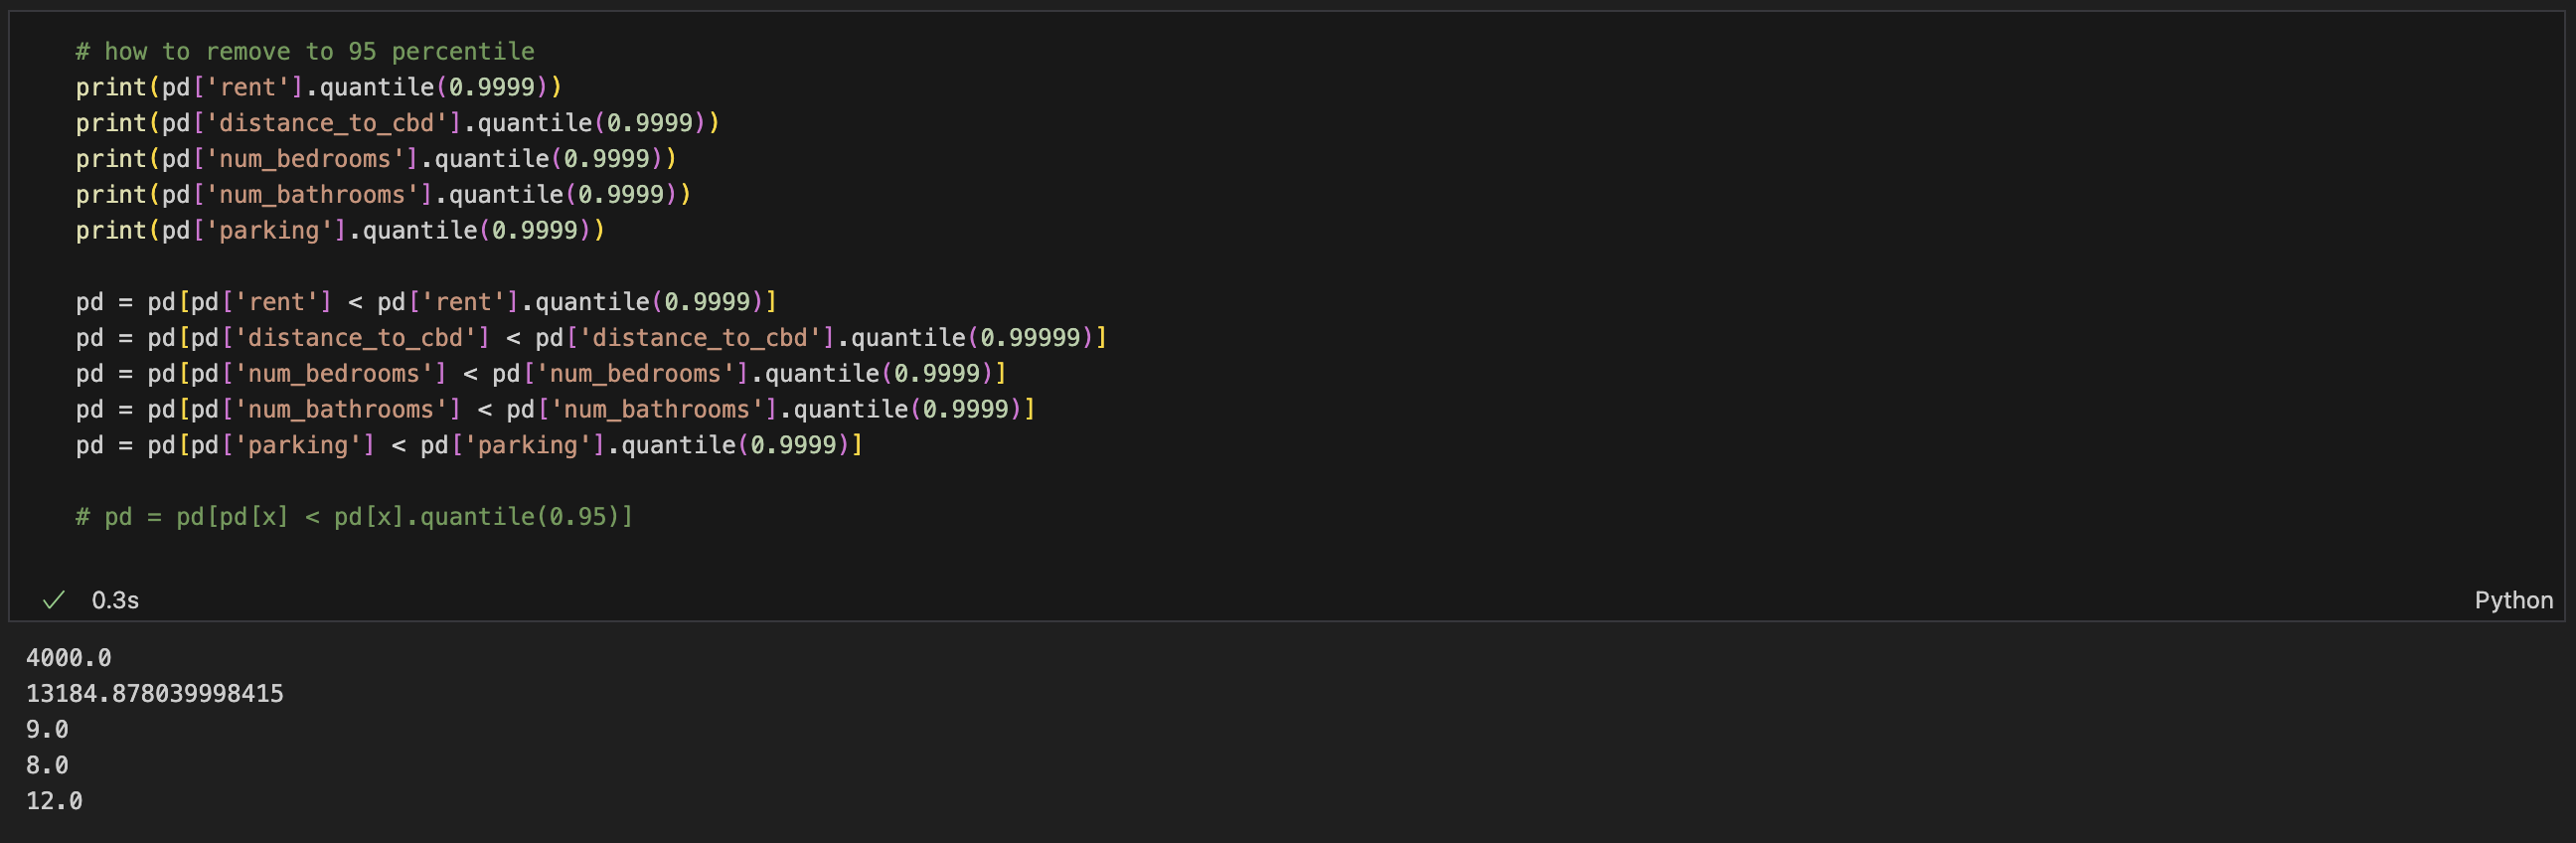 # how to remove to 95 percentile
print(pd['rent'].quantile(0.9999))
print(pd['distance_to_cbd'].quantile(0.9999))
print(pd['num_bedrooms'].quantile(0.9999))
print(pd['num_bathrooms'].quantile(0.9999))
print(pd['parking'].quantile(0.9999))
pd = pd[pd['rent'] < pd['rent'].quantile(0.9999)]
pd = pd[pd['distance_to_cbd'] < pd['distance_to_cbd'].quantile(0.99999)]
pd = pd[pd['num_bedrooms'] < pd['num_bedrooms'].quantile(0.9999)]
pd = pd[pd['num_bathrooms'] < pd['num_bathrooms'].quantile(0.9999)]
pd = pd[pd['parking'] < pd['parking'].quantile(0.9999)]
# pd = pd[pd[x] < pd[x].quantile(0.95)]
0.3s
Python
4000.0
13184.878039998415
9.0
8.0
12.0